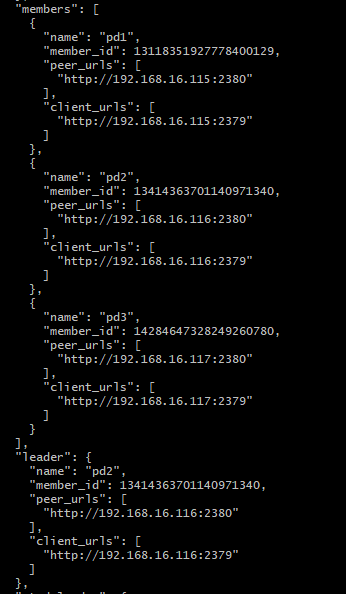 "members": [
{
"name": "pd1",
"member_id": 13118351927778400129,
"peer_urls": [
"http://192.168.16.115:2380"
],
"client_urls": [
"http://192.168.16.115:2379"
]
},
{
"name": "pd2",
"member_id": 13414363701140971340,
"peer_urls": [
"http://192.168.16.116:2380"
],
"client_urls": [
"http://192.168.16.116:2379"
]
},
{
"name": "pd3",
"member_id": 14284647328249260780,
"peer_urls": [
"http://192.168.16.117:2380"
],
"client_urls": [
"http://192.168.16.117:2379"
]
}
],
"leader": {
"name": "pd2",
"member_id": 13414363701140971340,
"peer_urls": [
"http://192.168.16.116:2380"
],
"client_urls": [
"http://192.168.16.116:2379"
]
},